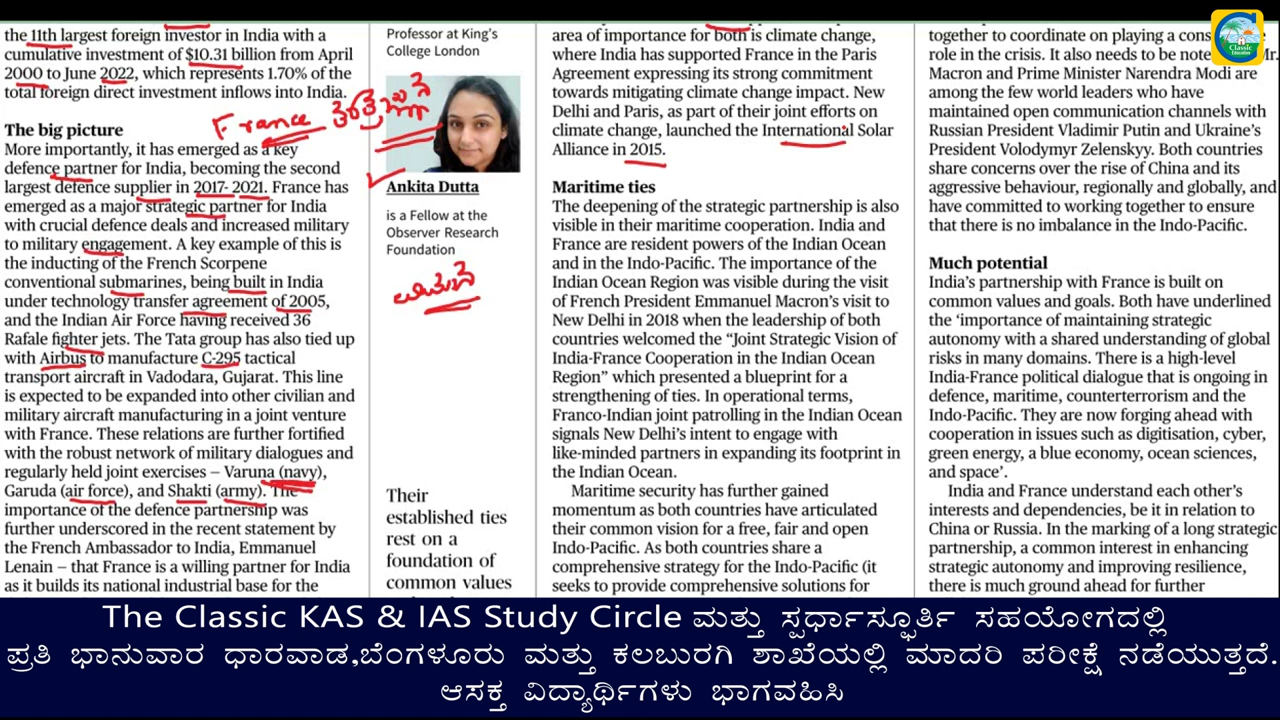 the 11th largest foreign investor in India with a
cumulative investment of $10.31 billion from April
2000 to June 2022, which represents 1.70% of the
total foreign direct investment inflows into India.
The big picture
More importantly, it has emerged as a key
defence partner for India, becoming the second
largest defence supplier in 2017- 2021. France has
emerged as a major strategic partner for India
with crucial defence deals and increased military
to military engagement. A key example of this is
the inducting of the French Scorpene
conventional submarines, being built in India
under technology transfer agreement of 2005,
and the Indian Air Force having received 36
Rafale fighter jets. The Tata group has also tied up
with Airbus to manufacture C-295 tactical
transport aircraft in Vadodara, Gujarat. This line
is expected to be expanded into other civilian and
military aircraft manufacturing in a joint venture
with France. These relations are further fortified
with the robust network of military dialogues and
regularly held joint exercises – Varuna (navy),
Garuda (air force), and Shakti (army). The
importance of the defence partnership was
further underscored in the recent statement by
the French Ambassador to India, Emmanuel
Lenain – that France is a willing partner for India
as it builds its national industrial base for the
France
Professor at King's
College London
Ankita Dutta
is a Fellow at the
Observer Research
Foundation
Their
established ties
rest on a
foundation of
common values
area of importance for both is climate change,
where India has supported France in the Paris
Agreement expressing its strong commitment
towards mitigating climate change impact. New
Delhi and Paris, as part of their joint efforts on
climate change, launched the International Solar
Alliance in 2015.
Maritime ties
The deepening of the strategic partnership is also
visible in their maritime cooperation. India and
France are resident powers of the Indian Ocean
and in the Indo-Pacific. The importance of the
Indian Ocean Region was visible during the visit
of French President Emmanuel Macron's visit to
New Delhi in 2018 when the leadership of both
countries welcomed the “Joint Strategic Vision of
India-France Cooperation in the Indian Ocean
Region” which presented a blueprint for a
strengthening of ties. In operational terms,
Franco-Indian joint patrolling in the Indian Ocean
signals New Delhi's intent to engage with
like-minded partners in expanding its footprint in
the Indian Ocean.
Maritime security has further gained
momentum as both countries have articulated
their common vision for a free, fair and open
Indo-Pacific. As both countries share a
comprehensive strategy for the Indo-Pacific (it
seeks to provide comprehensive solutions for
together to coordinate on playing a
role in the crisis. It also needs to be
Macron and Prime Minister Narendra Modi are
among the few world leaders who have
maintained open communication channels with
Russian President Vladimir Putin and Ukraine's
President Volodymyr Zelenskyy. Both countries
share concerns over the rise of China and its
aggressive behaviour, regionally and globally, and
have committed to working together to ensure
that there is no imbalance in the Indo-Pacific.
Much potential
India's partnership with France is built on
common values and goals. Both have underlined
the ‘importance of maintaining strategic
autonomy with a shared understanding of global
risks in many domains. There is a high-level
India-France political dialogue that is ongoing in
defence, maritime, counterterrorism and the
Indo-Pacific. They are now forging ahead with
cooperation in issues such as digitisation, cyber,
green energy, a blue economy, ocean sciences,
and space'.
India and France understand each other's
interests and dependencies, be it in relation to
China or Russia. In the marking of a long strategic
partnership, a common interest in enhancing
strategic autonomy and improving resilience,
there is much ground ahead for further
Classic
Education
The Classic KAS & IAS Study Circle ಮತ್ತು ಸ್ಪರ್ಧಾಸ್ಫೂರ್ತಿ ಸಹಯೋಗದಲ್ಲಿ
ಪ್ರತಿ ಭಾನುವಾರ ಧಾರವಾಡ,ಬೆಂಗಳೂರು ಮತ್ತು ಕಲಬುರಗಿ ಶಾಖೆಯಲ್ಲಿ ಮಾದರಿ ಪರೀಕ್ಷೆ ನಡೆಯುತ್ತದೆ.
ಆಸಕ್ತ ವಿದ್ಯಾರ್ಥಿಗಳು ಭಾಗವಹಿಸಿ